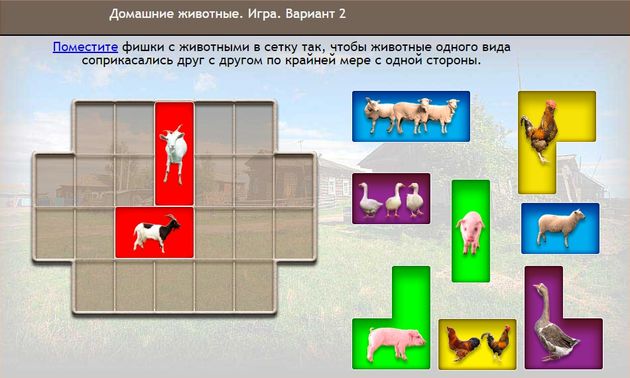 Домашние животные. Игра. Вариант 2
Поместите фишки с животными в сетку так, чтобы животные одного вида
соприкасались друг с другом по крайней мере с одной стороны.